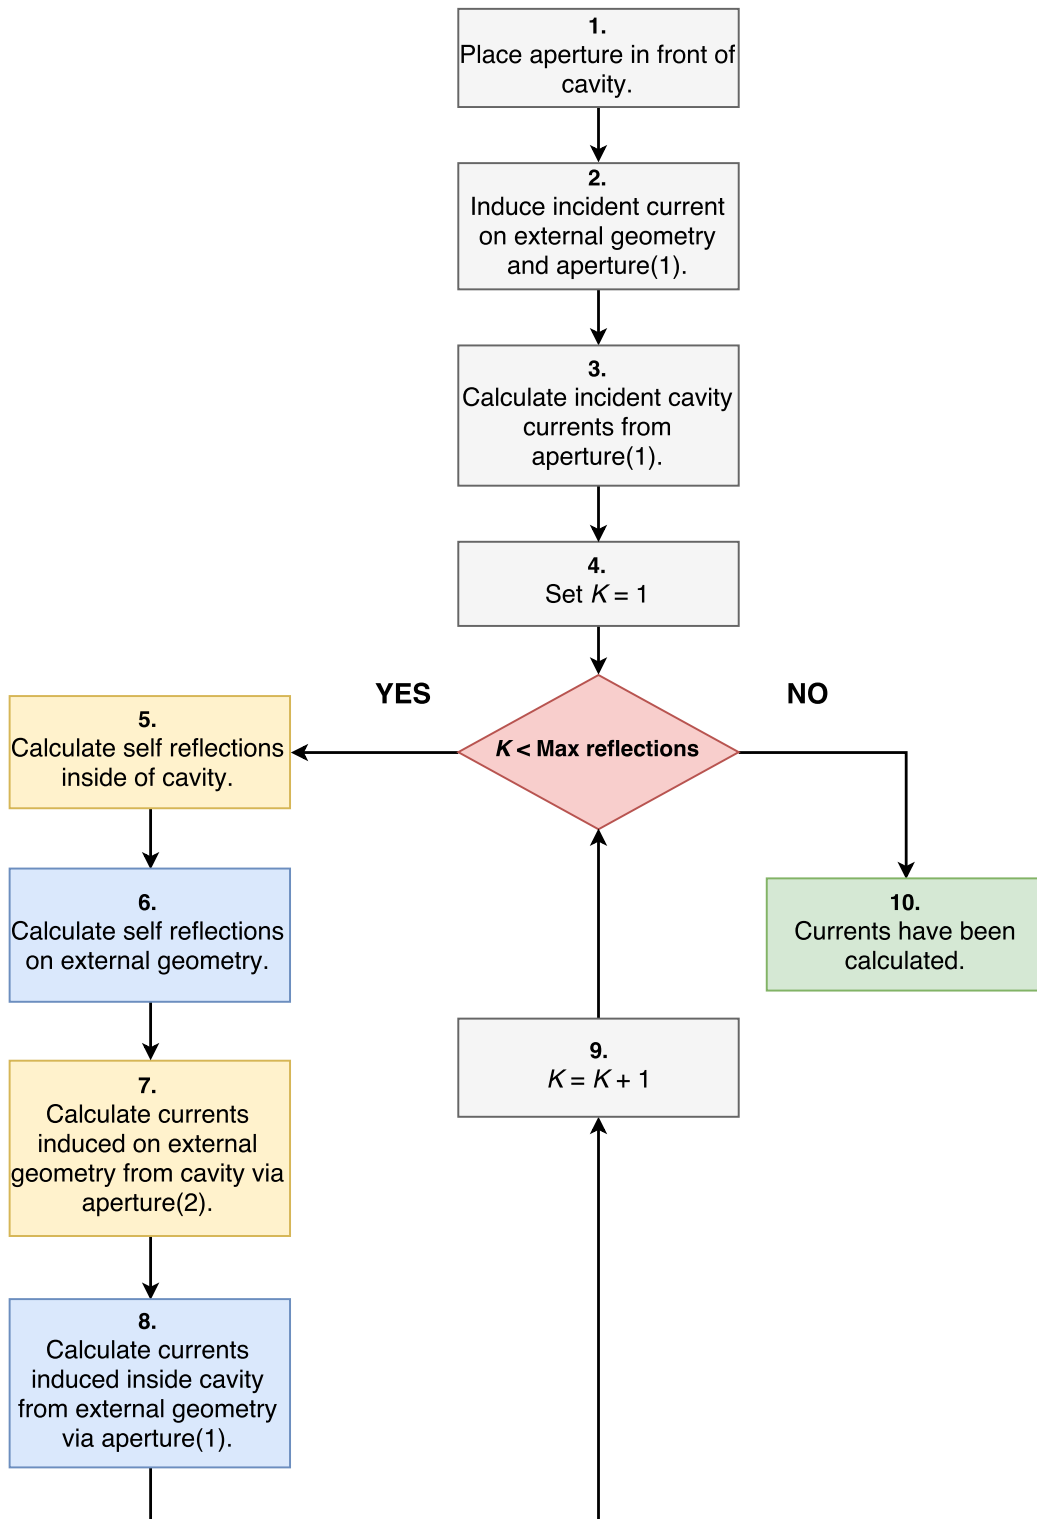 1.
Place aperture in front of
cavity.
2.
Induce incident current
on external geometry
and aperture(1).
3.
Calculate incident cavity
currents from
aperture(1).
4.
Set K = 1
YES
NO
K < Max reflections
5.
Calculate self reflections
inside of cavity.
6.
Calculate self reflections
on external geometry.
7.
Calculate currents
induced on external
geometry from cavity via
aperture(2).
8.
Calculate currents
induced inside cavity
from external geometry
via aperture(1).
9.
K = K + 1
10.
Currents have been
calculated.